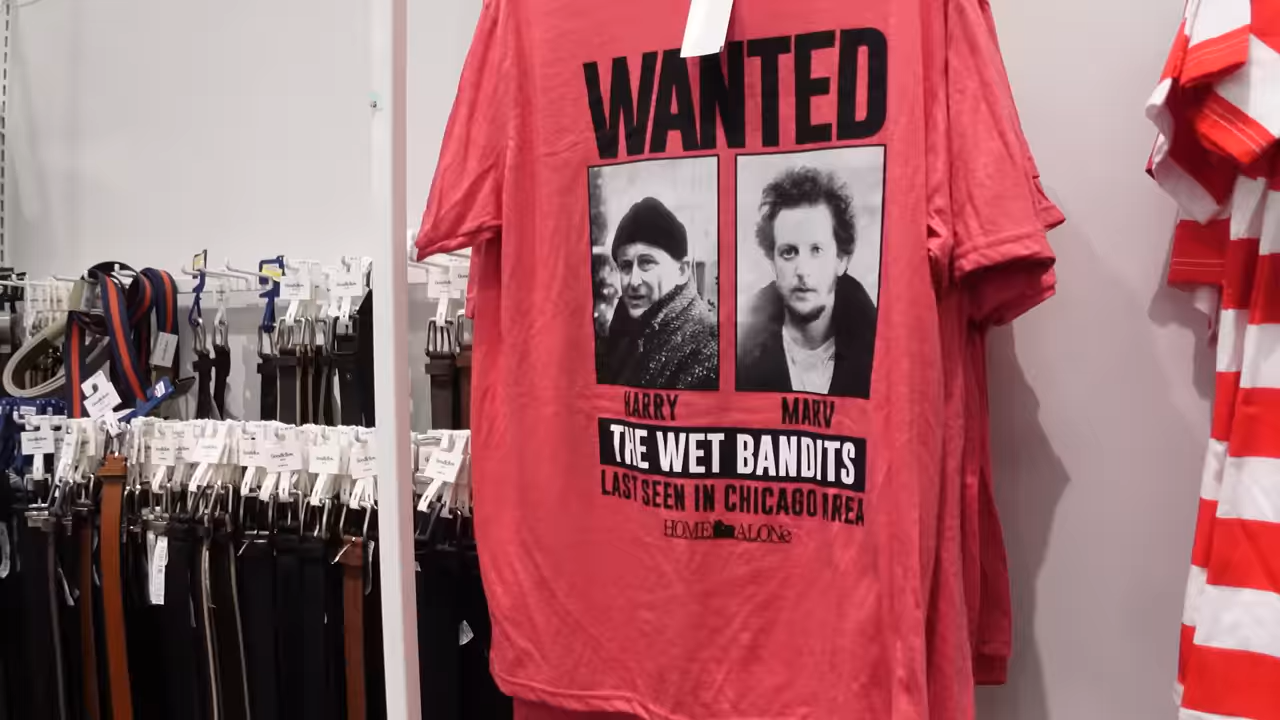 WANTED
HARRY
MARV
THE WET BANDITS
LAST SEEN IN CHICAGO AREA
HOME ALONe